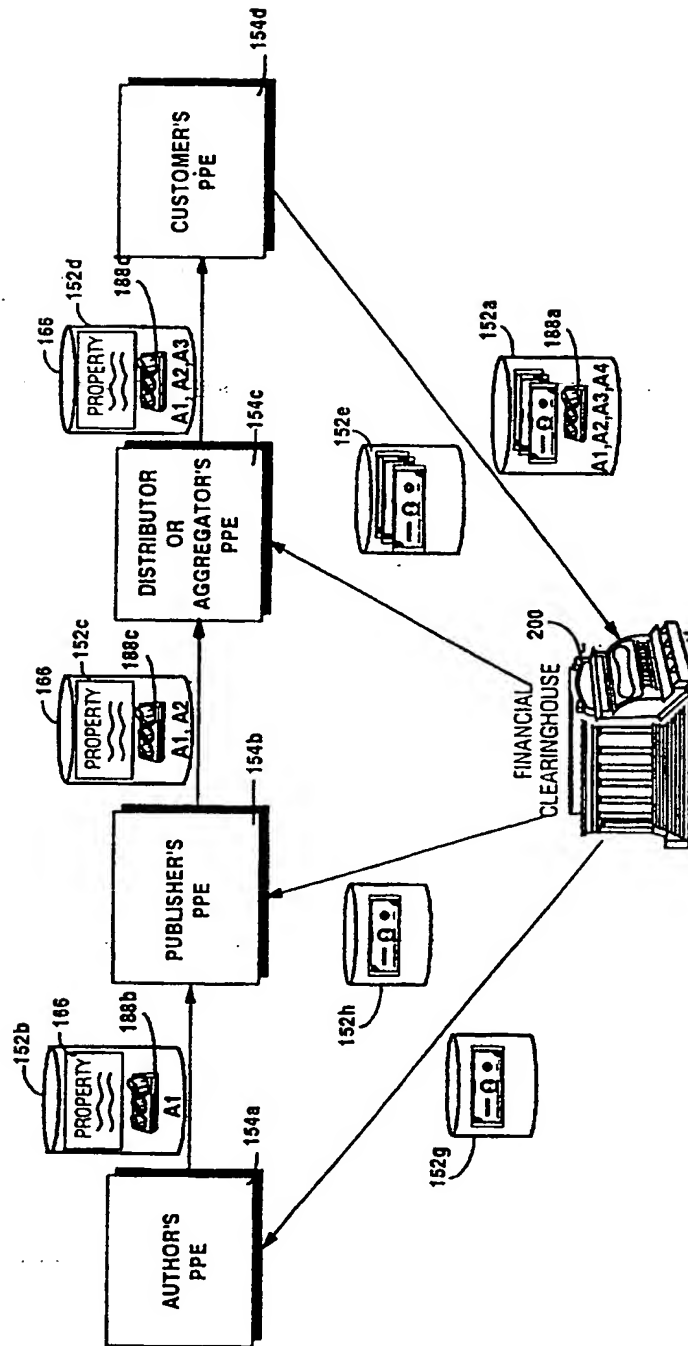 AUTHOR'S
PPE
154a
152b
166
PROPERTY
188b
A1
PUBLISHER'S
PPE
154b
166
152c
PROPERTY
188c
A1, A2
DISTRIBUTOR
OR
AGGREGATOR'S
PPE
154c
166
152d
PROPERTY
188d
A1, A2, A3
CUSTOMER'S
PPE
154d
152g
152h
152e
152a
188a
A1,A2,A3,A4
FINANCIAL
CLEARINGHOUSE
200